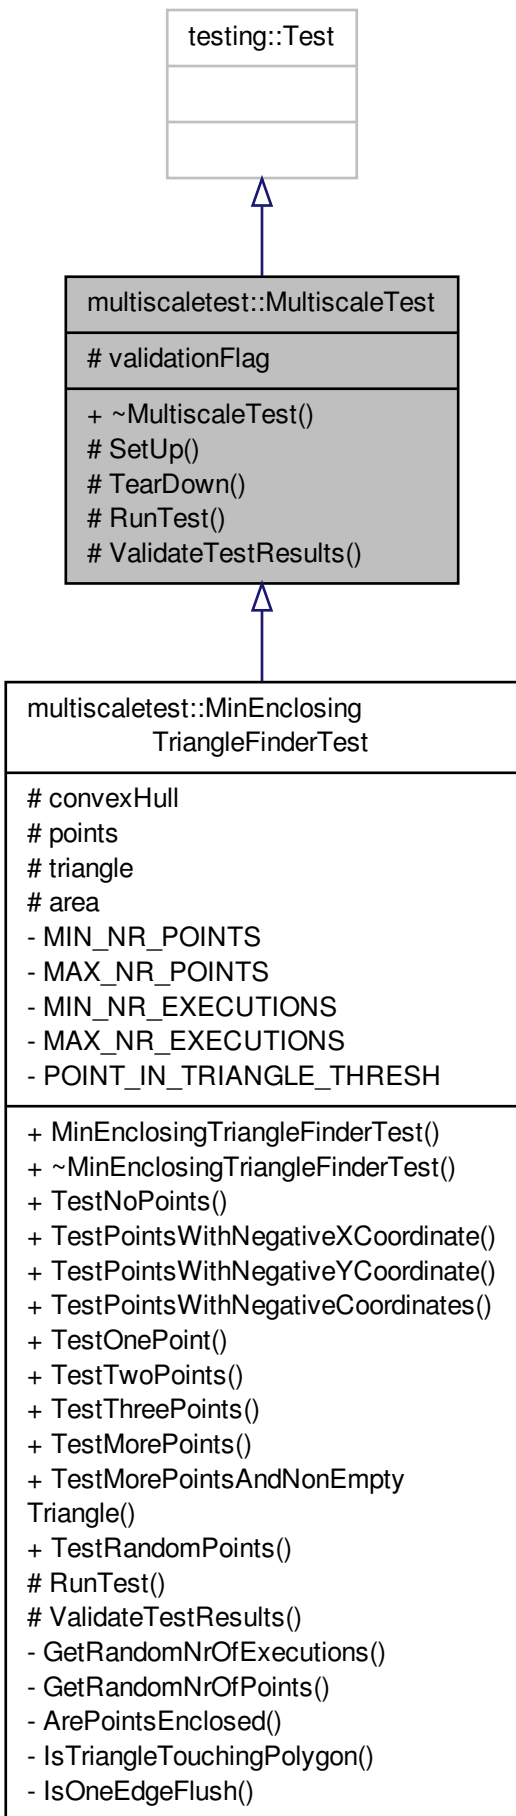 testing::Test
multiscaletest::MultiscaleTest
# validationFlag
+ ~MultiscaleTest()
# SetUp()
# TearDown()
# RunTest()
# ValidateTestResults()
multiscaletest::MinEnclosing
TriangleFinderTest
# convexHull
# points
# triangle
# area
- MIN_NR_POINTS
- MAX_NR_POINTS
- MIN_NR_EXECUTIONS
- MAX_NR_EXECUTIONS
- POINT_IN_TRIANGLE_THRESH
+ MinEnclosingTriangleFinderTest()
+ ~MinEnclosingTriangleFinderTest()
+ TestNoPoints()
+ TestPointsWithNegativeXCoordinate()
+ TestPointsWithNegativeYCoordinate()
+ TestPointsWithNegativeCoordinates()
+ TestOnePoint()
+ TestTwoPoints()
+ TestThreePoints()
+ TestMorePoints()
+ TestMorePointsAndNonEmpty
Triangle()
+ TestRandomPoints()
# RunTest()
# ValidateTestResults()
- GetRandomNrOfExecutions()
- GetRandomNrOfPoints()
- ArePointsEnclosed()
- IsTriangleTouchingPolygon()
- IsOneEdgeFlush()